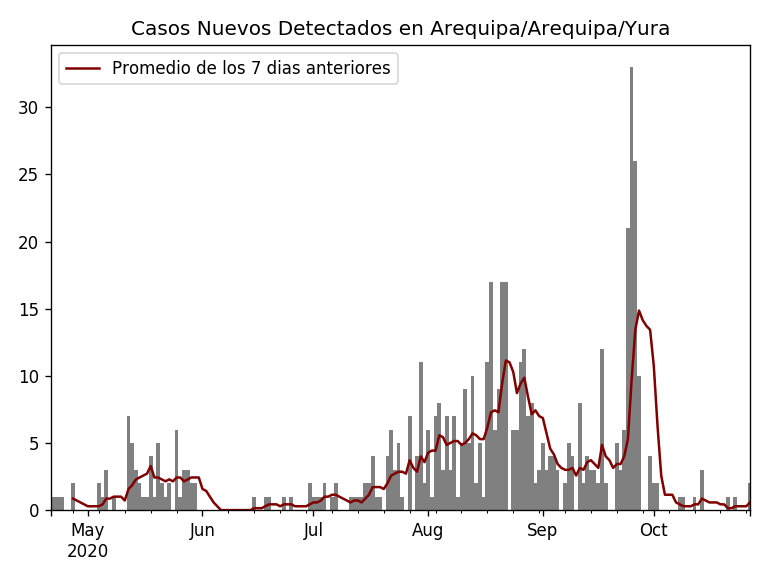 Casos Nuevos Detectados en Arequipa/Arequipa/Yura
Promedio de los 7 dias anteriores
30
25
20
15
10
5
0
May Jun Jul Aug Sep Oct
2020